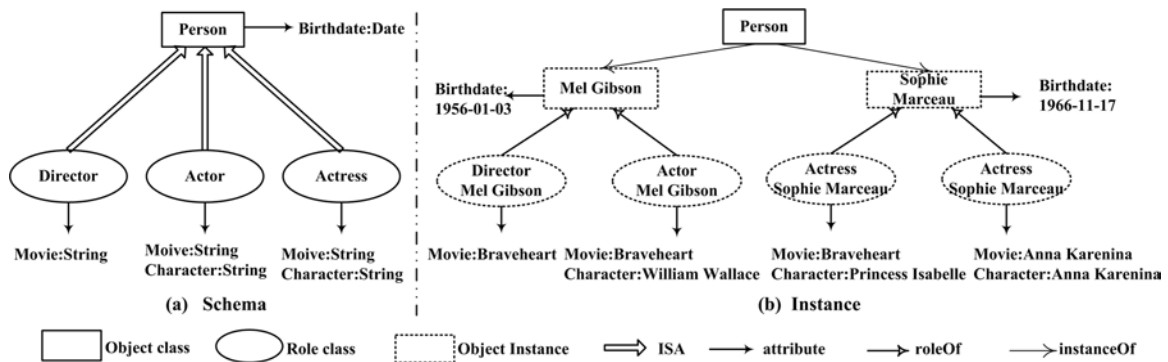 Person
Birthdate:Date
Director
Actor
Actress
Movie:String
Moive:String
Character:String
Moive:String
Character:String
(a) Schema
Person
Birthdate:
1956-01-03
Mel Gibson
Sophie
Marceau
Birthdate:
1966-11-17
Director
Mel Gibson
Actor
Mel Gibson
Actress
Sophie Marceau
Actress
Sophie Marceau
Movie:Braveheart
Movie:Braveheart
Character:William Wallace
Movie:Braveheart
Character:Princess Isabelle
Movie:Anna Karenina
Character:Anna Karenina
(b) Instance
Object class
Role class
Object Instance
ISA
attribute
roleOf
instanceOf